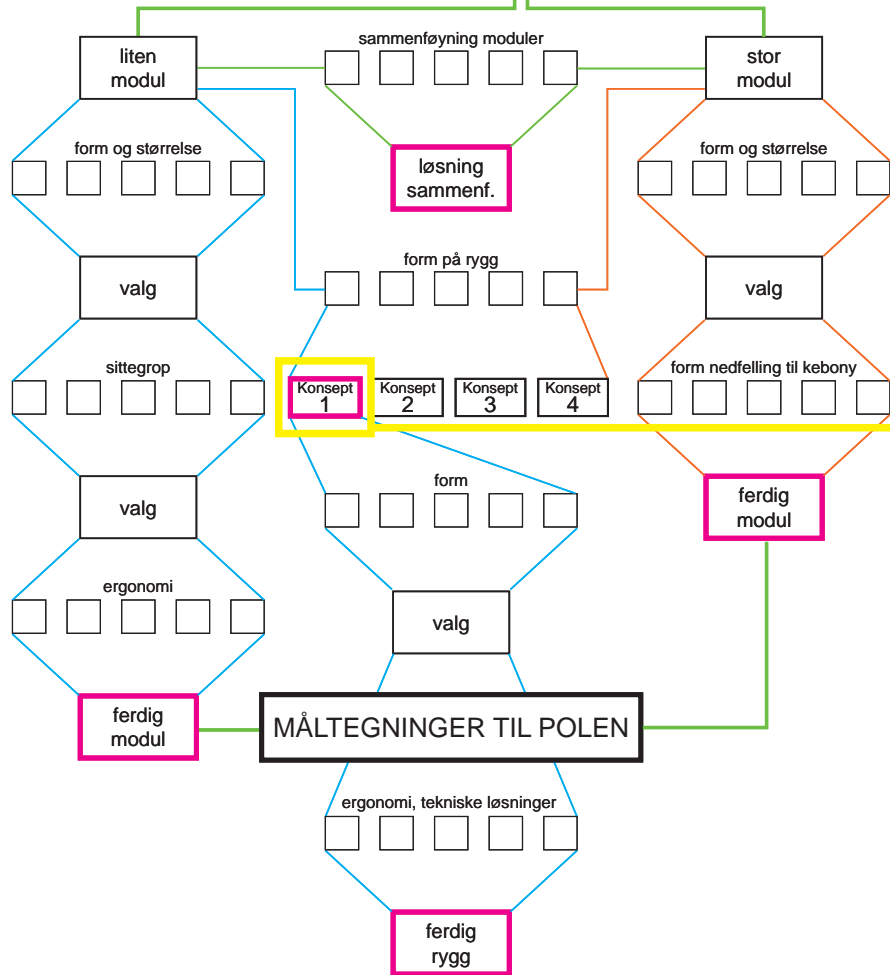 liten
modul
sammenføyning moduler
stor
modul
form og størrelse
løsning
sammenf.
form og størrelse
valg
form på rygg
valg
sittegrop
Konsept
1
Konsept
2
Konsept
3
Konsept
4
form nedfelling til kebony
valg
form
ferdig
modul
ergonomi
valg
ferdig
modul
MÅLTEGNINGER TIL POLEN
ergonomi, tekniske løsninger
ferdig
rygg